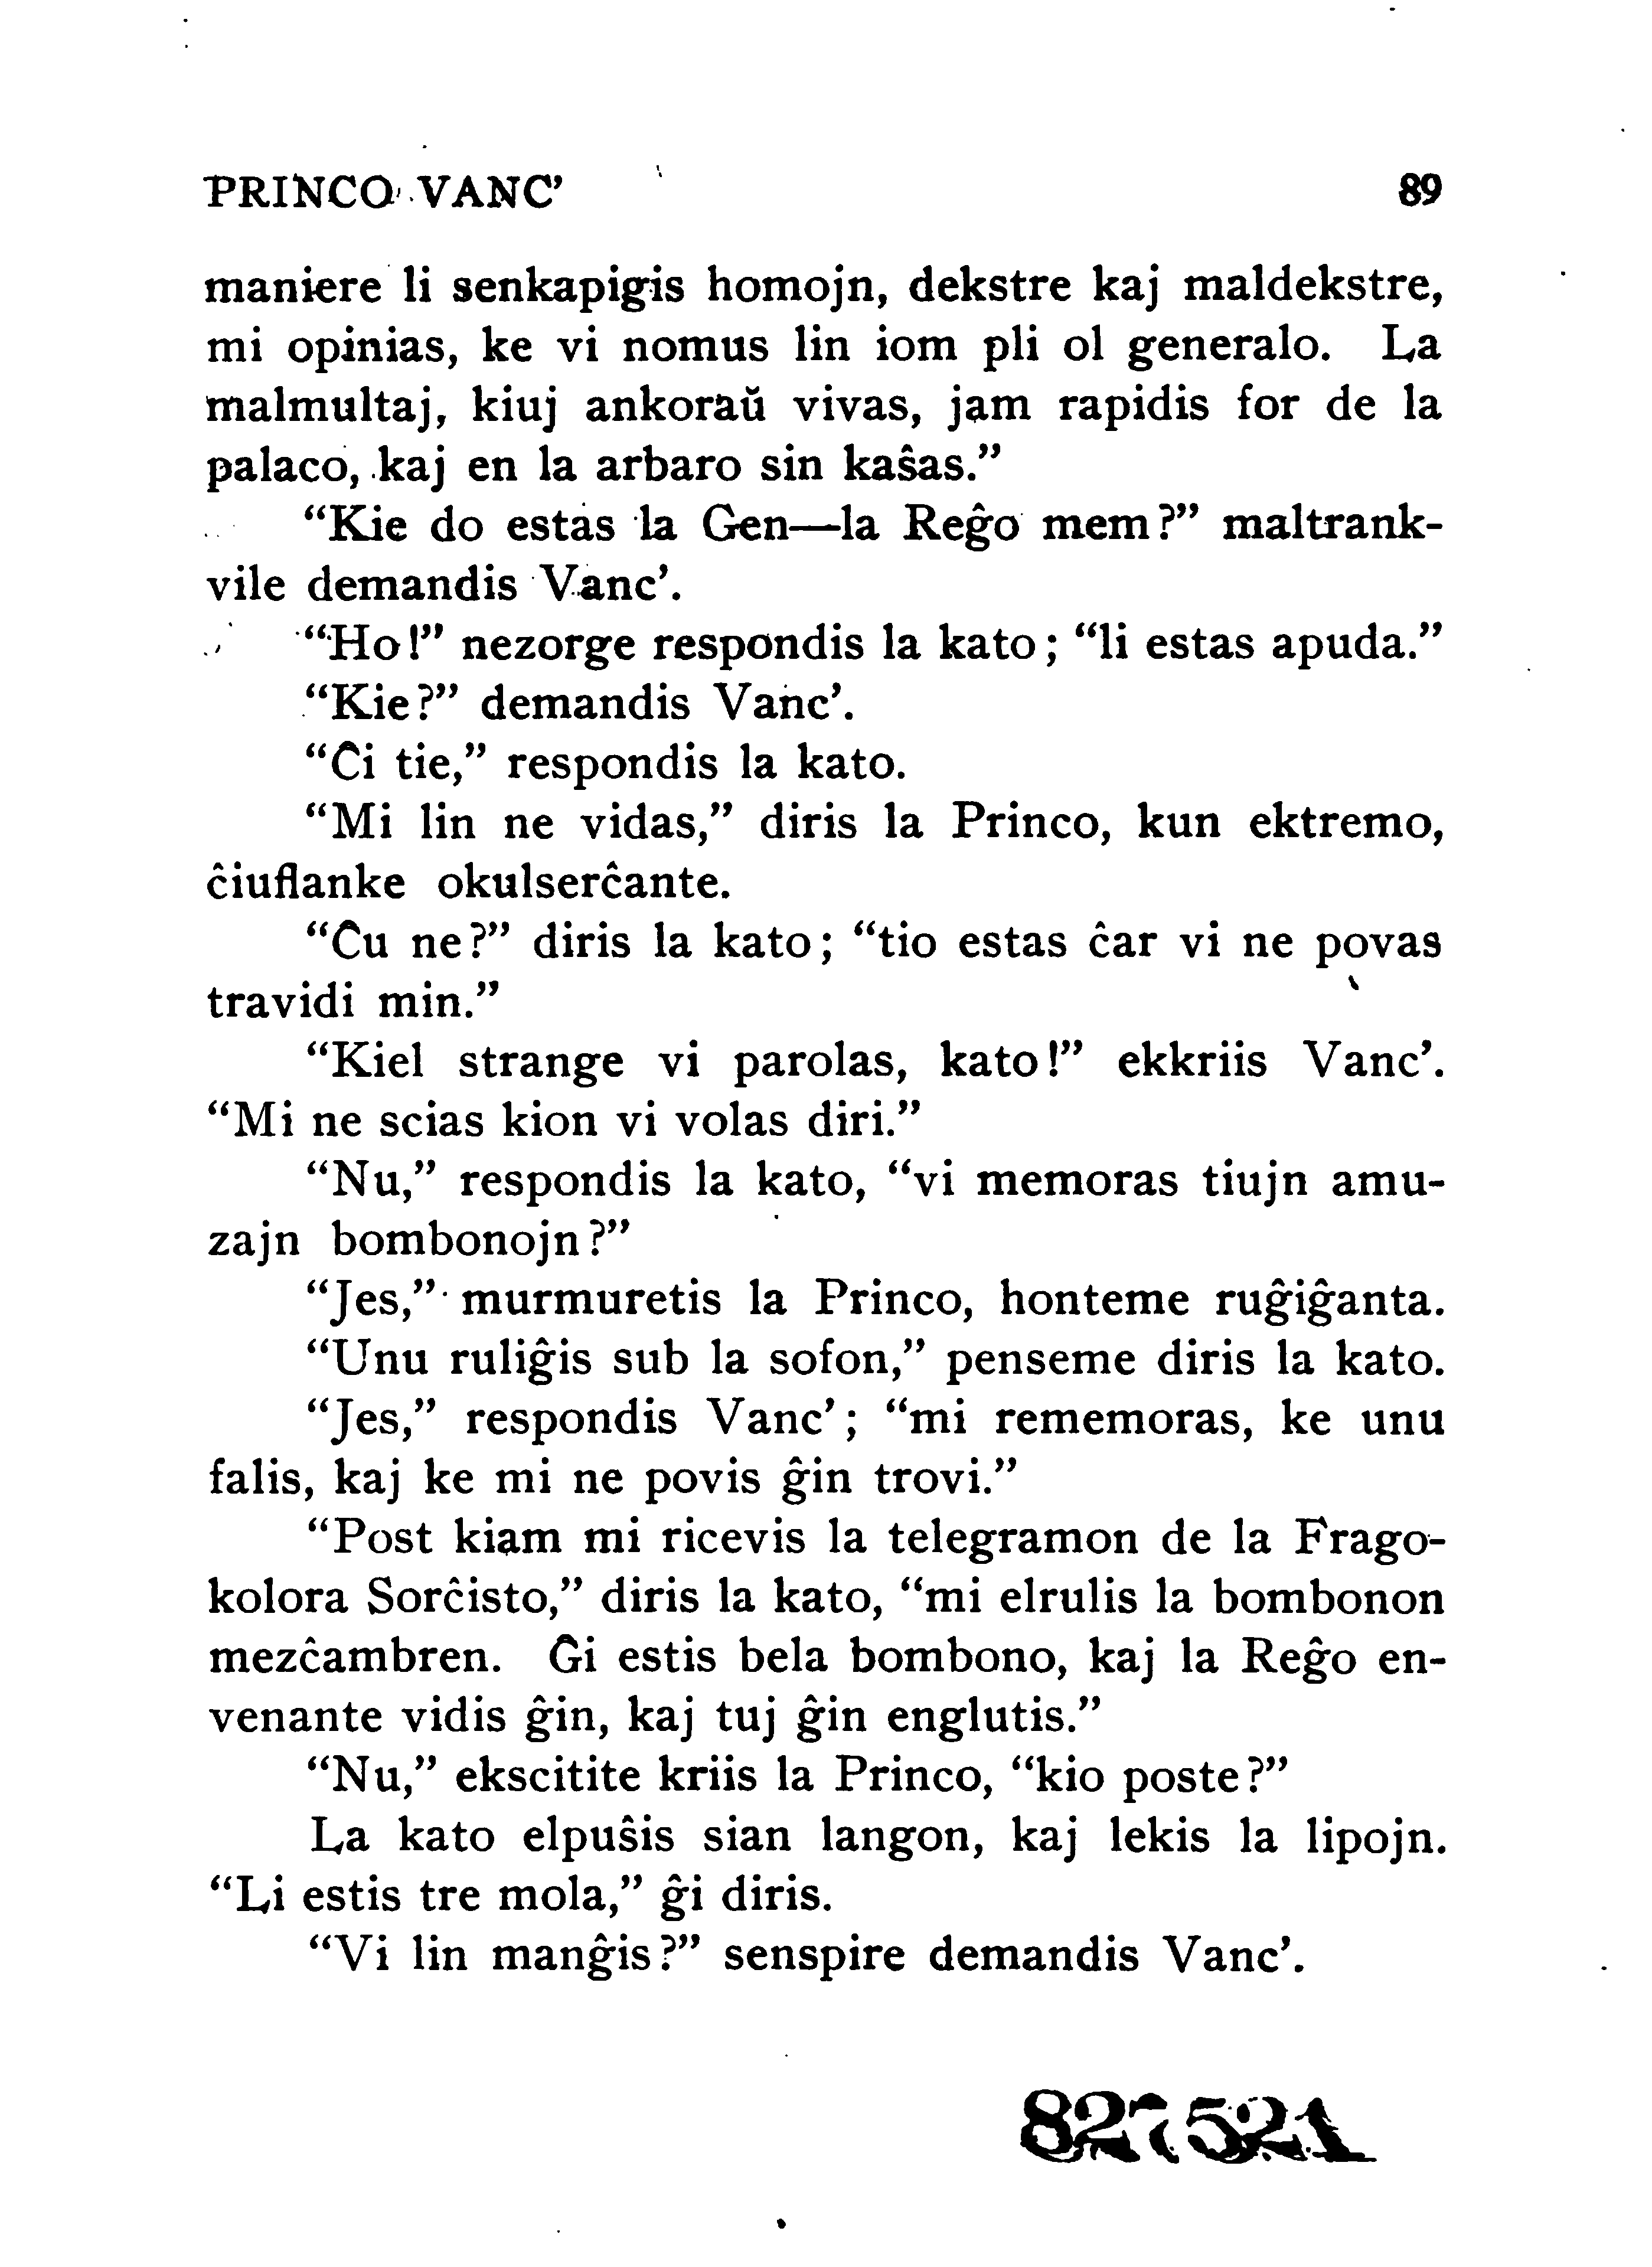 PRINCO VANC’ 89
maniere li senkapigis homojn, dekstre kaj maldekstre,
mi opinias, ke vi nomus lin iom pli ol generalo. La
malmultaj, kiuj ankoraŭ vivas, jam rapidis for de la
palaco, kaj en la arbaro sin kaŝas.”
“Kie do estas la Gen—la Reĝo mem?” maltrank-
vile demandis Vanc’.
“Ho!” nezorge respondis la kato; “li estas apuda.”
“Kie?” demandis Vanc’.
“Ĉi tie,” respondis la kato.
“Mi lin ne vidas,” diris la Princo, kun ektremo,
ĉiuflanke okulserĉante.
“Ĉu ne?” diris la kato; “tio estas ĉar vi ne povas
travidi min.”
“Kiel strange vi parolas, kato!” ekkriis Vanc’.
“Mi ne scias kion vi volas diri.”
“Nu,” respondis la kato, “vi memoras tiujn amu-
zajn bombonojn?”
“Jes,” murmuretis la Princo, honteme ruĝiĝanta.
“Unu ruliĝis sub la sofon,” penseme diris la kato.
“Jes,” respondis Vanc’; “mi rememoras, ke unu
falis, kaj ke mi ne povis ĝin trovi.”
“Post kiam mi ricevis la telegramon de la Frago-
kolora Sorĉisto,” diris la kato, “mi elrulis la bombonon
mezĉambren. Ĝi estis bela bombono, kaj la Reĝo en-
venante vidis ĝin, kaj tuj ĝin englutis.”
“Nu,” ekscitite kriis la Princo, “kio poste?”
La kato elpuŝis sian langon, kaj lekis la lipojn.
“Li estis tre mola,” ĝi diris.
“Vi lin manĝis?” senspire demandis Vanc’.
827521